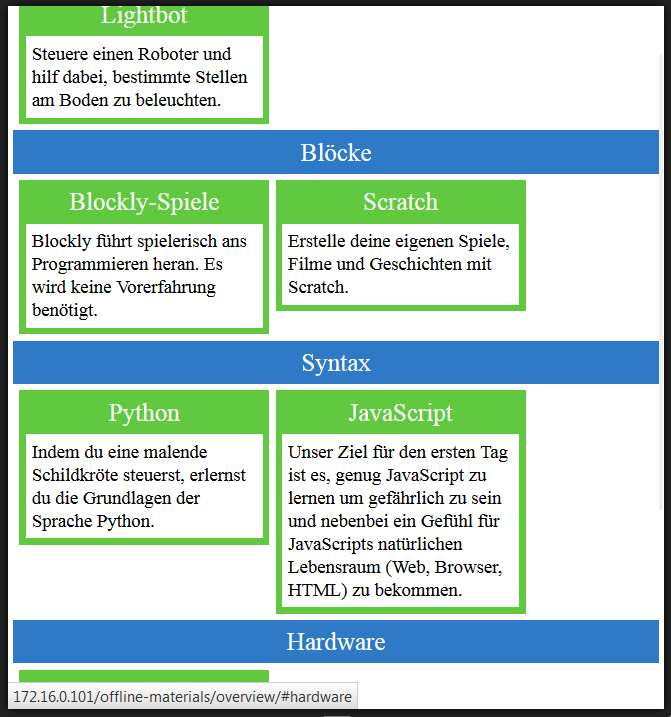 Lightbot
Steuere einen Roboter und
hilf dabei, bestimmte Stellen
am Boden zu beleuchten.
Blöcke
Blockly-Spiele
Blockly führt spielerisch ans
Programmieren heran. Es
wird keine Vorerfahrung
benötigt.
Scratch
Erstelle deine eigenen Spiele,
Filme und Geschichten mit
Scratch.
Syntax
Python
Indem du eine malende
Schildkröte steuerst, erlernst
du die Grundlagen der
Sprache Python.
JavaScript
Unser Ziel für den ersten Tag
ist es, genug JavaScript zu
lernen um gefährlich zu sein
und nebenbei ein Gefühl für
JavaScripts natürlichen
Lebensraum (Web, Browser,
HTML) zu bekommen.
Hardware
172.16.0.101/offline-materials/overview/#hardware